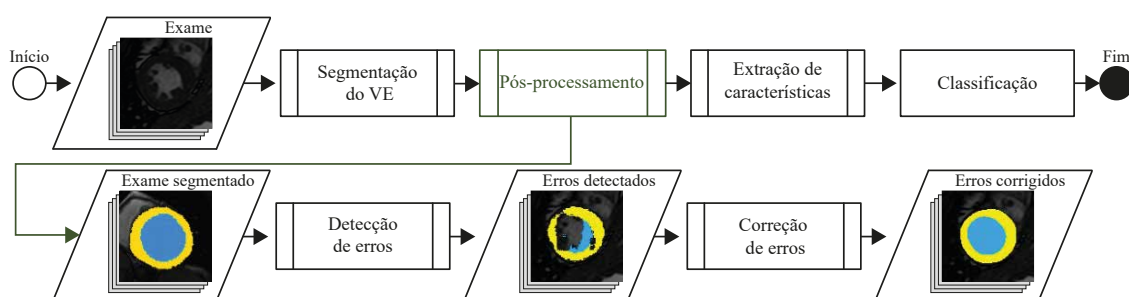 Início
Exame
Segmentação
do VE
Pós-processamento
Extração de
características
Classificação
Fim
Exame segmentado
Detecção
de erros
Erros detectados
Correção
de erros
Erros corrigidos